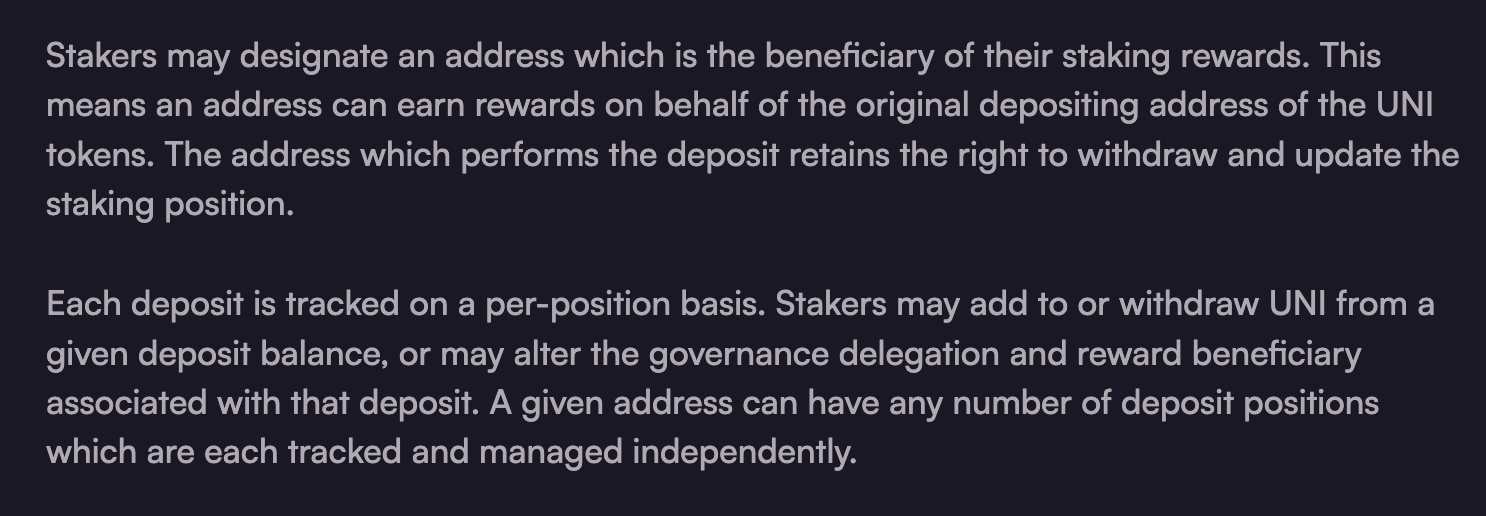 Stakers may designate an address which is the beneficiary of their staking rewards. This
means an address can earn rewards on behalf of the original depositing address of the UNI
tokens. The address which performs the deposit retains the right to withdraw and update the
staking position.
Each deposit is tracked on a per-position basis. Stakers may add to or withdraw UNI from a
given deposit balance, or may alter the governance delegation and reward beneficiary
associated with that deposit. A given address can have any number of deposit positions
which are each tracked and managed independently.